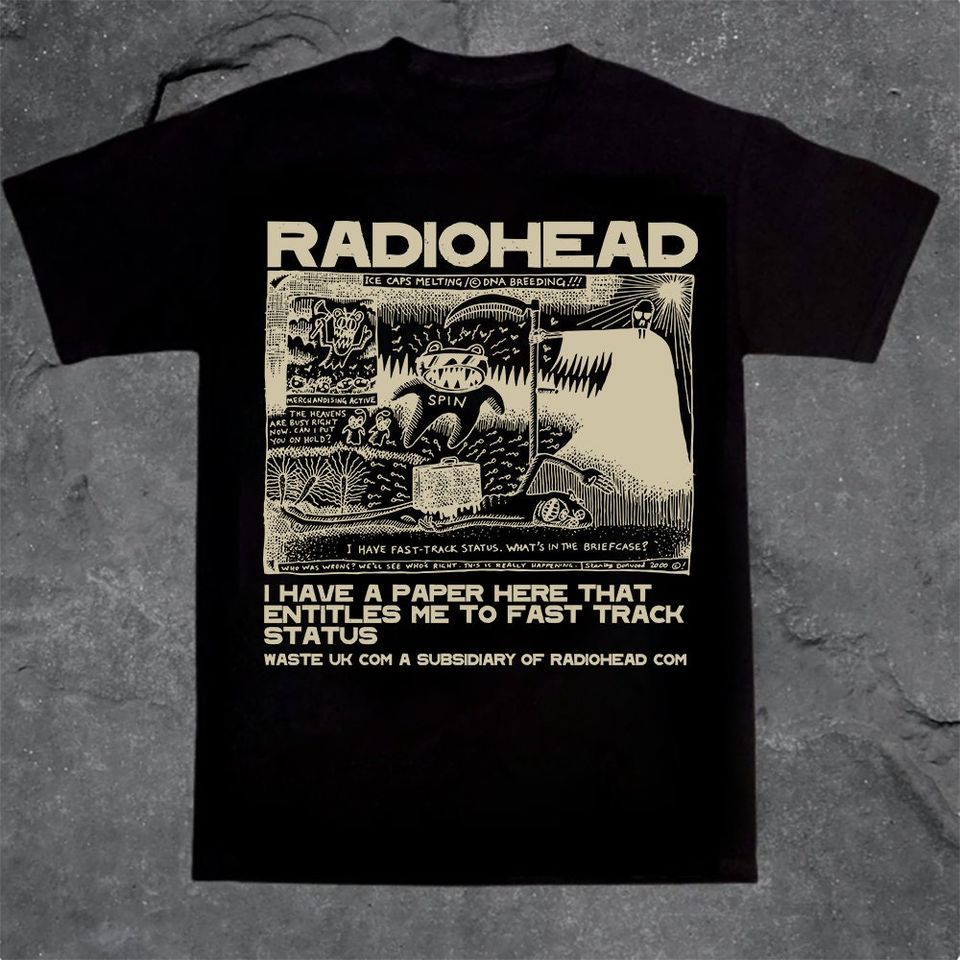 RADIOHEAD
ICE CAPS MELTING/© DNA BREEDING!!!
SPIN
MERCHANDISING ACTIVE
THE HEAVENS
ARE BUSY RIGHT
NOW. CAN I PUT
YOU ON HOLD?
I HAVE FAST-TRACK STATUS. WHAT'S IN THE BRIEFCASE?
WHO WAS WRONG? WE'LL SEE WHO'S RIGHT. THIS IS REALLY HAPPENING. Stanley Donwood 2000 ©!
I HAVE A PAPER HERE THAT
ENTITLES ME TO FAST TRACK
STATUS
WASTE UK COM A SUBSIDIARY OF RADIOHEAD COM